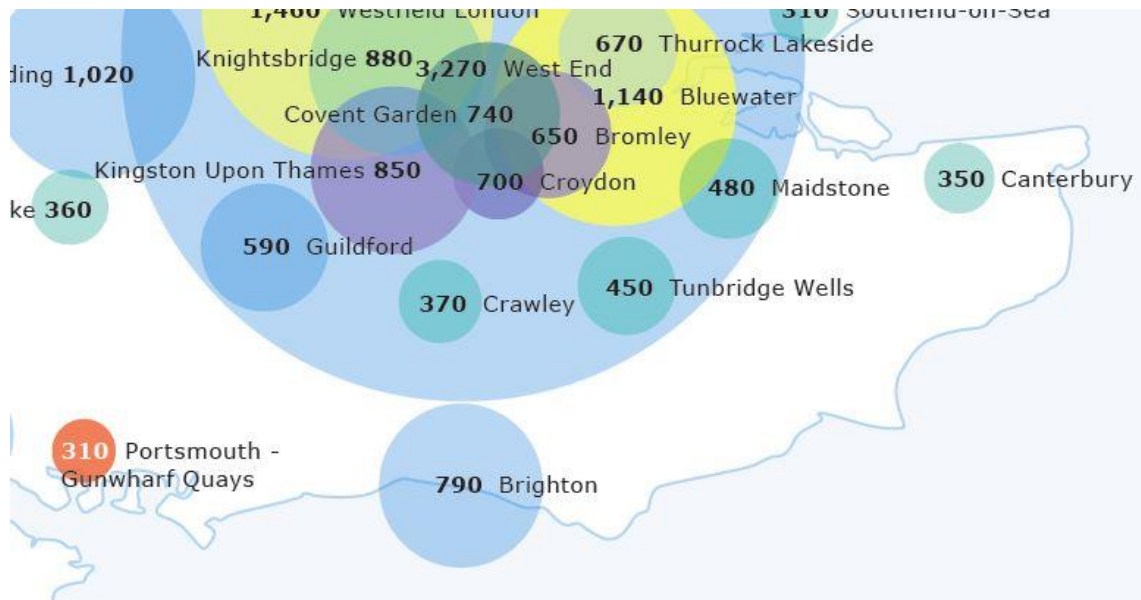 1,460 Westfield London
310 Southend-on-Sea
670 Thurrock Lakeside
Knightsbridge 880
3,270 West End
ding 1,020
1,140 Bluewater
Covent Garden 740
650 Bromley
Kingston Upon Thames 850
700 Croydon
480 Maidstone
350 Canterbury
ke 360
590 Guildford
450 Tunbridge Wells
370 Crawley
310 Portsmouth -
Gunwharf Quays
790 Brighton